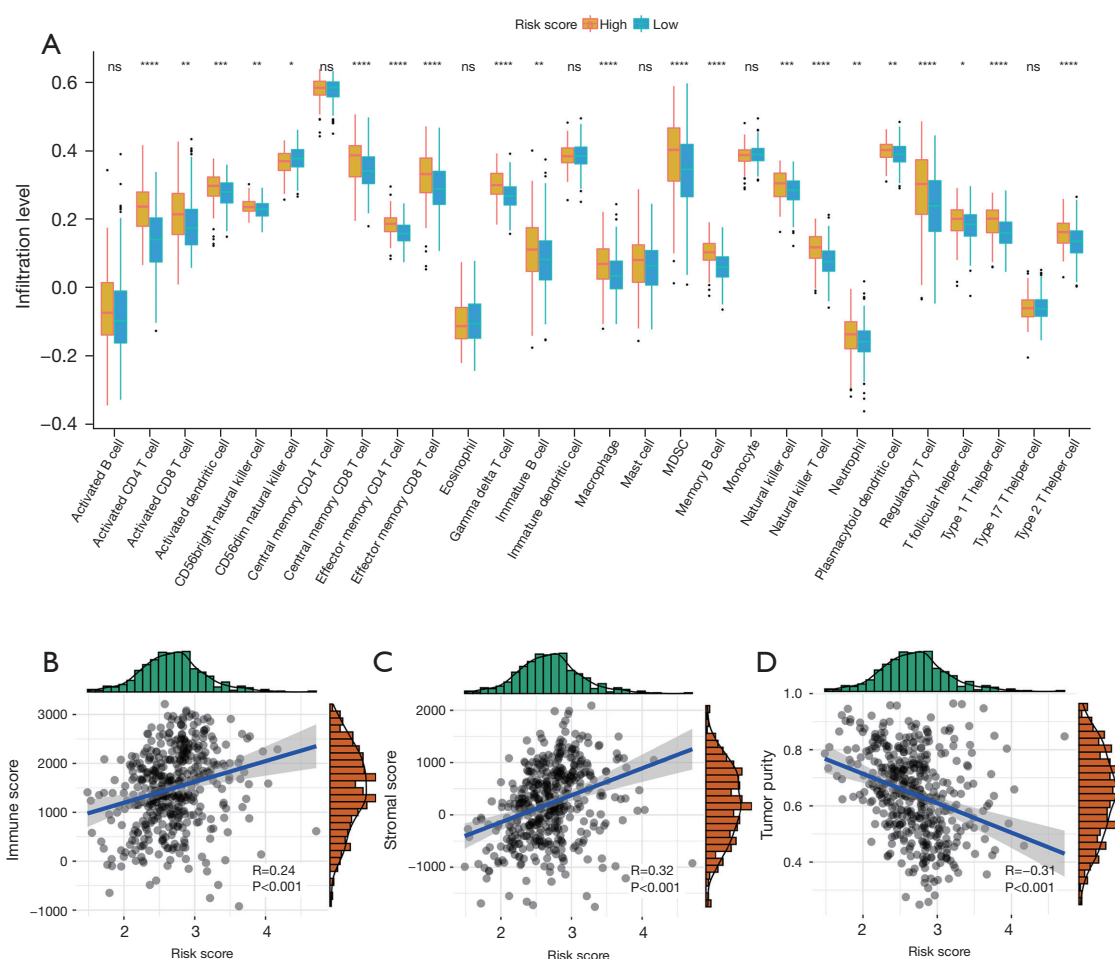 Risk score High Low
A
ns **** ** *** ** * ns **** **** **** ns **** ** ns **** ns **** **** ns *** **** ** ** **** * **** ns ****
Infiltration level
0.6
0.4
0.2
0.0
−0.2
−0.4
Activated B cell
Activated CD4 T cell
Activated CD8 T cell
Activated dendritic cell
CD56bright natural killer cell
CD56dim natural killer cell
Central memory CD4 T cell
Central memory CD8 T cell
Effector memory CD4 T cell
Effector memory CD8 T cell
Eosinophil
Gamma delta T cell
Immature B cell
Immature dendritic cell
Macrophage
Mast cell
MDSC
Memory B cell
Monocyte
Natural killer cell
Natural killer T cell
Neutrophil
Plasmacytoid dendritic cell
Regulatory T cell
T follicular helper cell
Type 1 T helper cell
Type 17 T helper cell
Type 2 T helper cell
B
Immune score
3000
2000
1000
0
−1000
R=0.24
P<0.001
2 3 4
Risk score
C
Stromal score
2000
1000
0
−1000
R=0.32
P<0.001
2 3 4
Risk score
D
Tumor purity
1.0
0.8
0.6
0.4
R=−0.31
P<0.001
2 3 4
Risk score